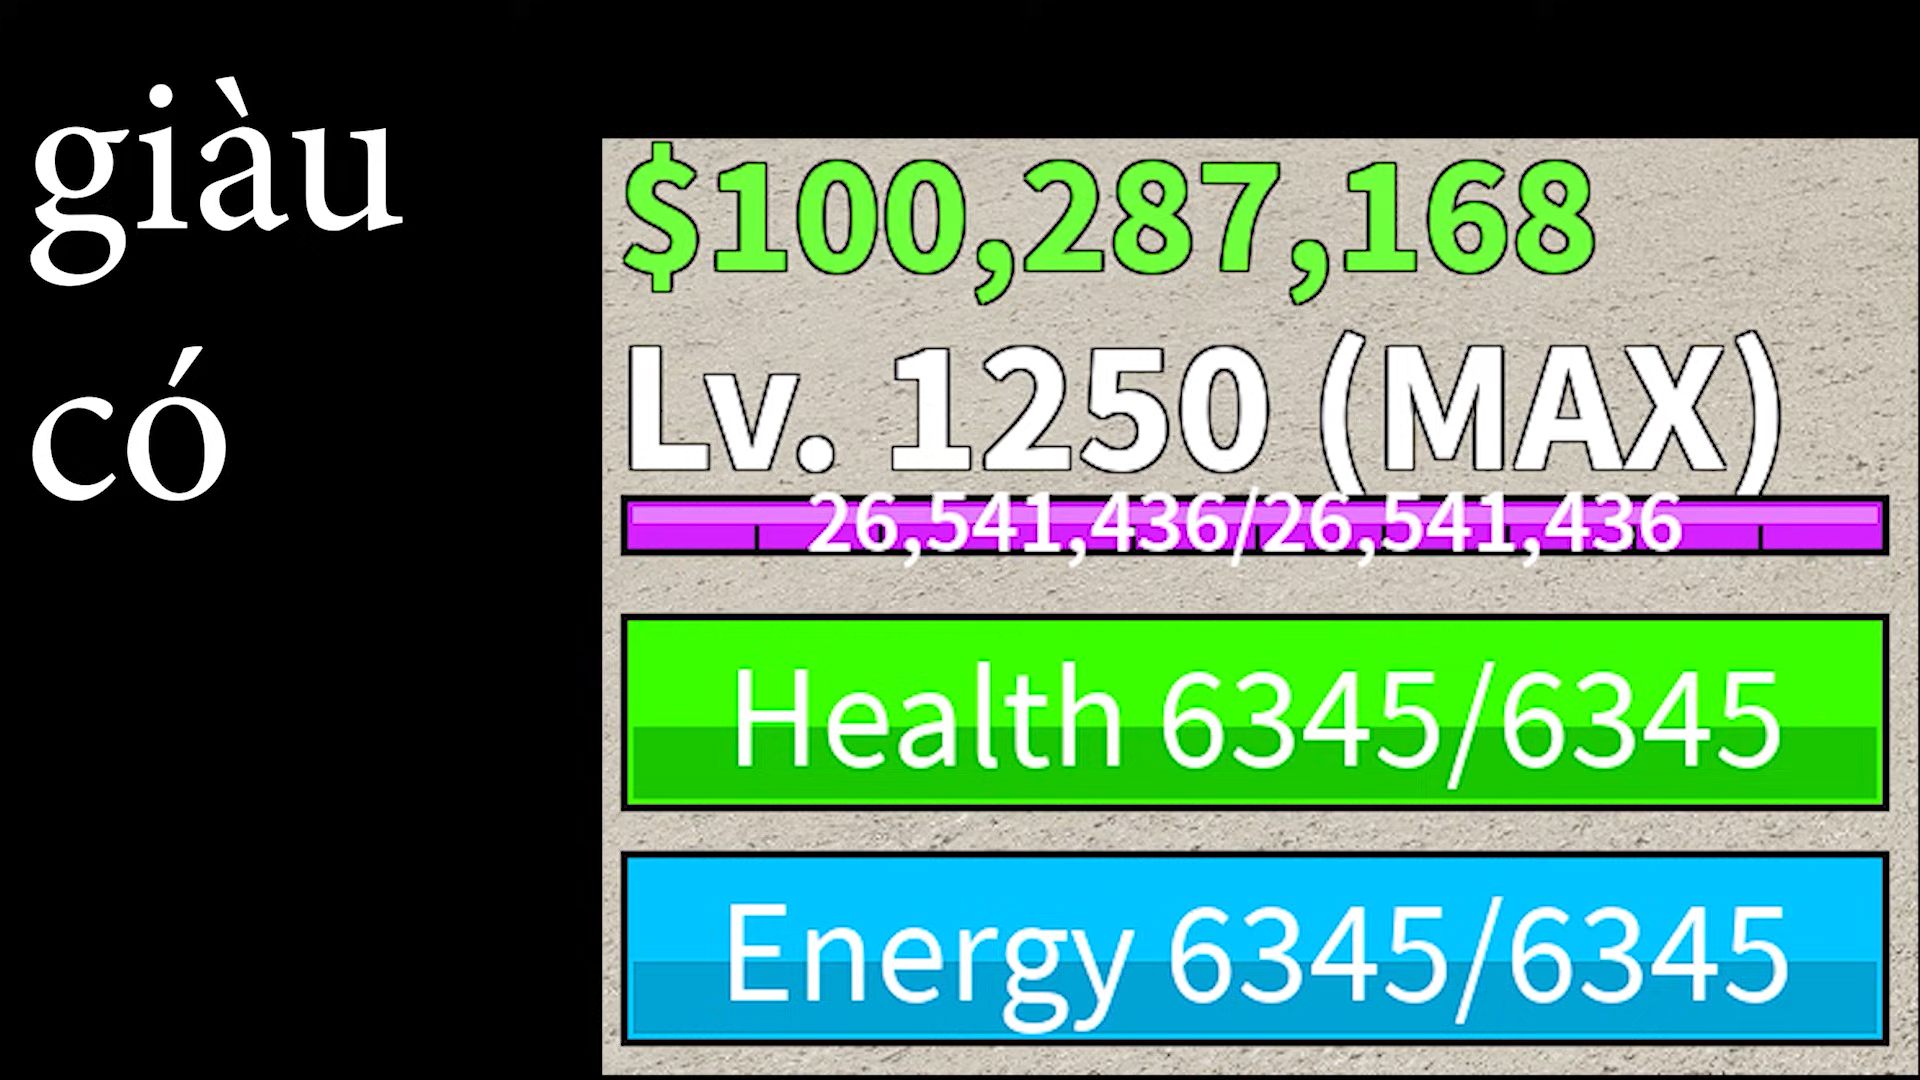 giàu
có
$100,287,168
Lv. 1250 (MAX)
26,541,436/26,541,436
Health 6345/6345
Energy 6345/6345